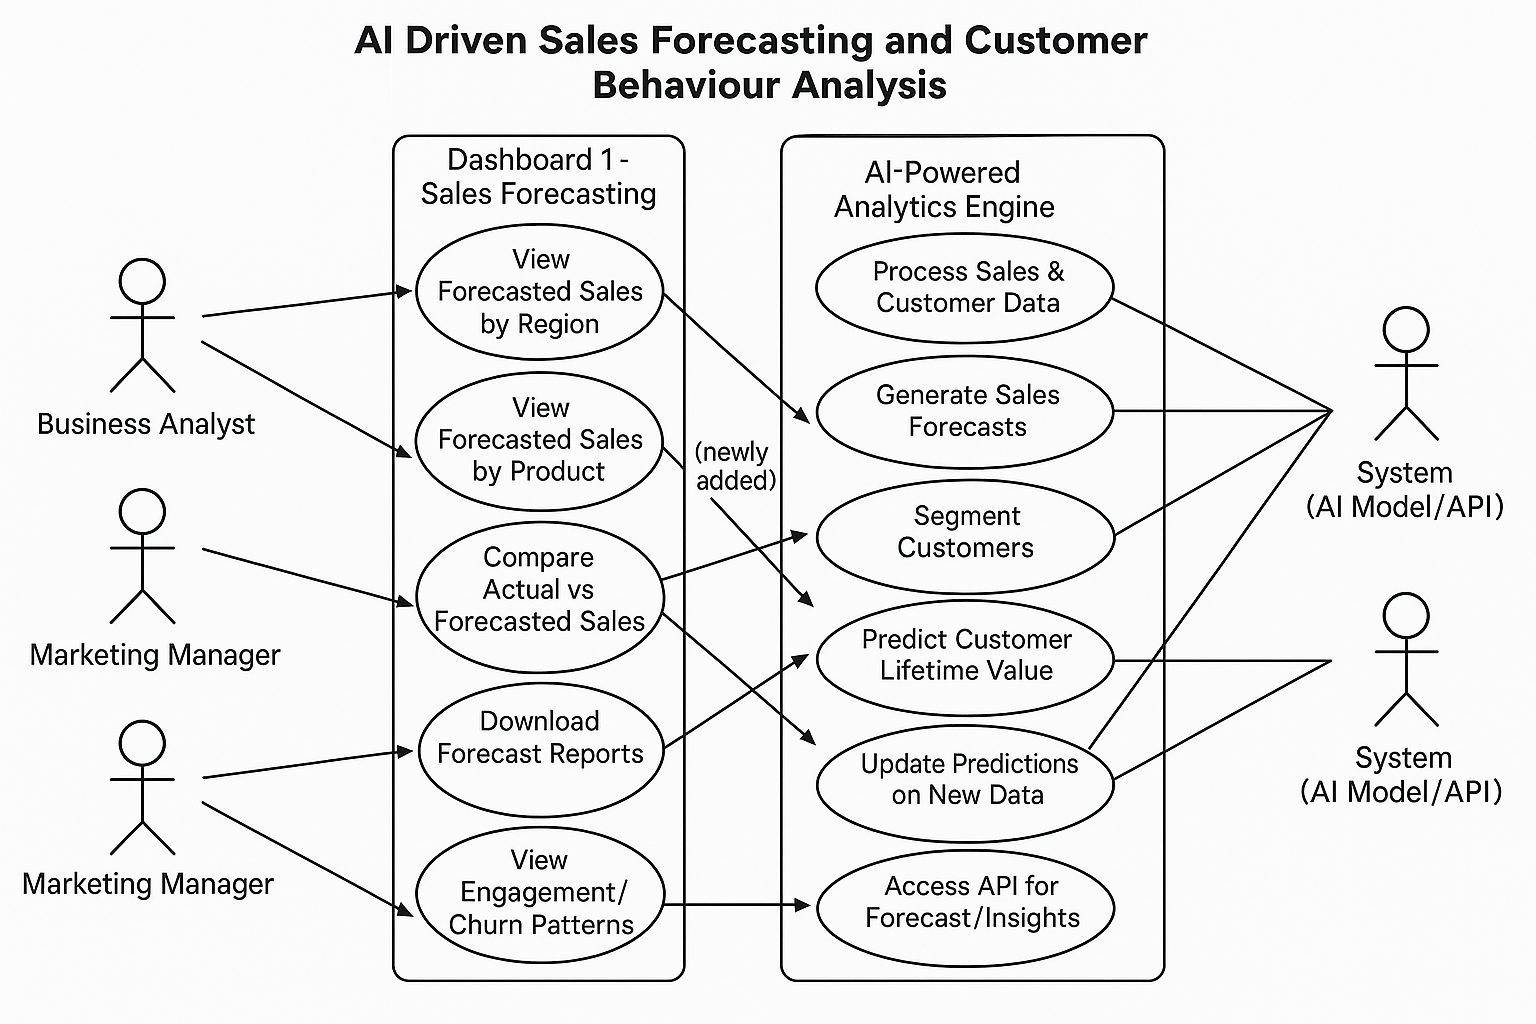 AI Driven Sales Forecasting and Customer
Behaviour Analysis
Dashboard 1 -
Sales Forecasting
View
Forecasted Sales
by Region
View
Forecasted Sales
by Product
Compare
Actual vs
Forecasted Sales
Download
Forecast Reports
View
Engagement/
Churn Patterns
(newly
added)
AI-Powered
Analytics Engine
Process Sales &
Customer Data
Generate Sales
Forecasts
Segment
Customers
Predict Customer
Lifetime Value
Update Predictions
on New Data
Access API for
Forecast/Insights
Business Analyst
Marketing Manager
Marketing Manager
System
(AI Model/API)
System
(AI Model/API)